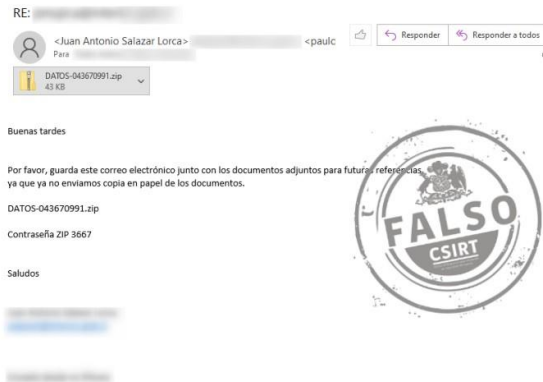 RE:
<Juan Antonio Salazar Lorca> <paulc
Para
Responder
Responder a todos
DATOS-043670991.zip
43 KB
Buenas tardes
Por favor, guarda este correo electrónico junto con los documentos adjuntos para futuras referencias,
ya que ya no enviamos copia en papel de los documentos.
DATOS-043670991.zip
Contraseña ZIP 3667
Saludos
FALSO
CSIRT